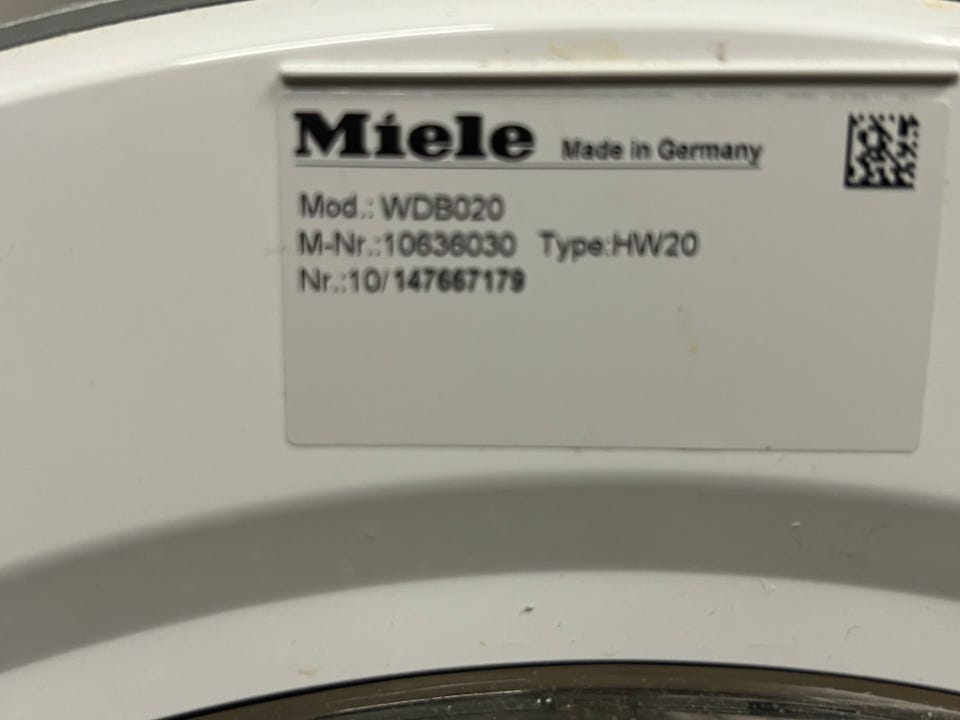 Miele Made in Germany
Mod.: WDB020
M-Nr.:10636030 Type:HW20
Nr.:10/147667179